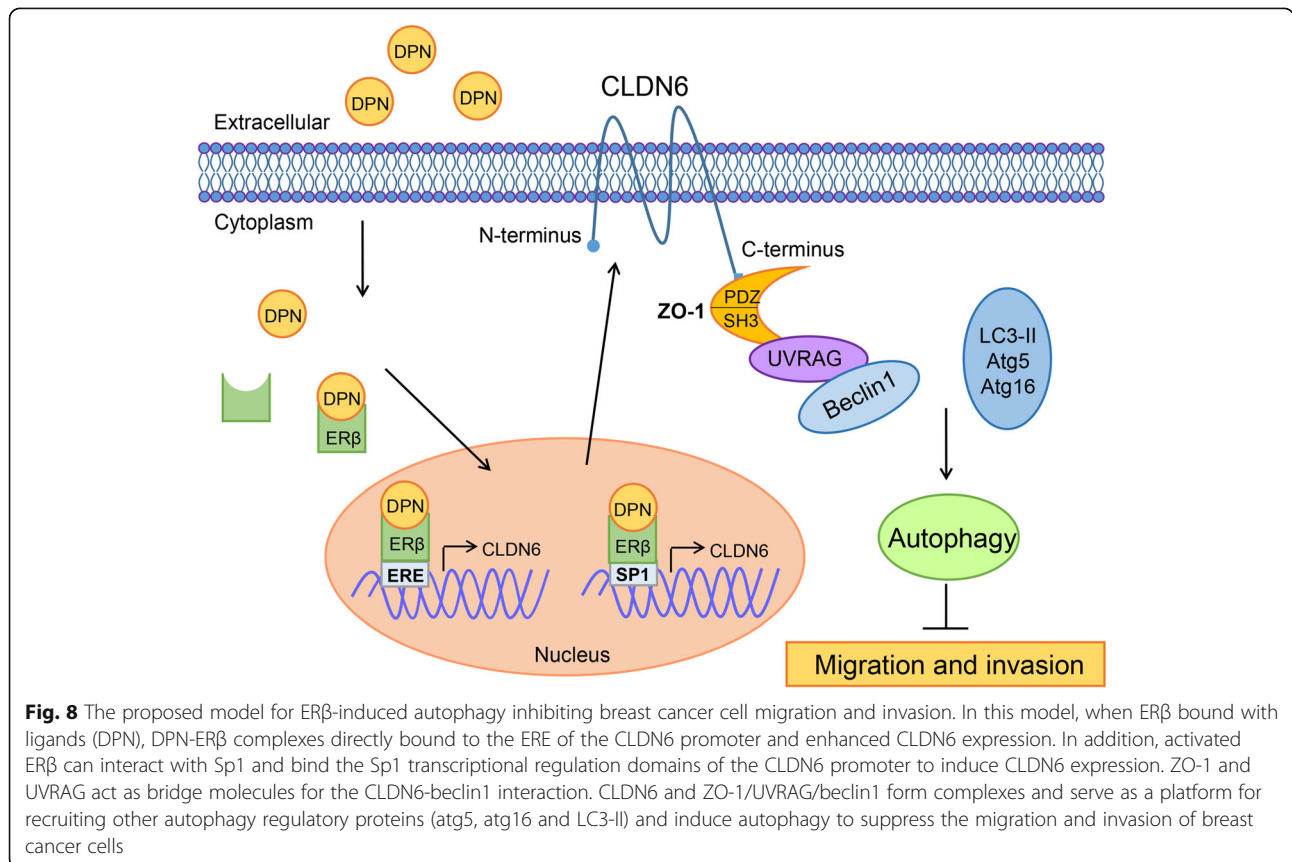 DPN
DPN
DPN
CLDN6
Extracellular
Cytoplasm
N-terminus
C-terminus
ZO-1
PDZ
SH3
UVRAG
Beclin1
LC3-II
Atg5
Atg16
DPN
DPN
ERβ
DPN
ERβ
ERE
CLDN6
DPN
ERβ
SP1
CLDN6
Nucleus
Autophagy
Migration and invasion
Fig. 8 The proposed model for ERβ-induced autophagy inhibiting breast cancer cell migration and invasion. In this model, when ERβ bound with
ligands (DPN), DPN-ERβ complexes directly bound to the ERE of the CLDN6 promoter and enhanced CLDN6 expression. In addition, activated
ERβ can interact with Sp1 and bind the Sp1 transcriptional regulation domains of the CLDN6 promoter to induce CLDN6 expression. ZO-1 and
UVRAG act as bridge molecules for the CLDN6-beclin1 interaction. CLDN6 and ZO-1/UVRAG/beclin1 form complexes and serve as a platform for
recruiting other autophagy regulatory proteins (atg5, atg16 and LC3-II) and induce autophagy to suppress the migration and invasion of breast
cancer cells